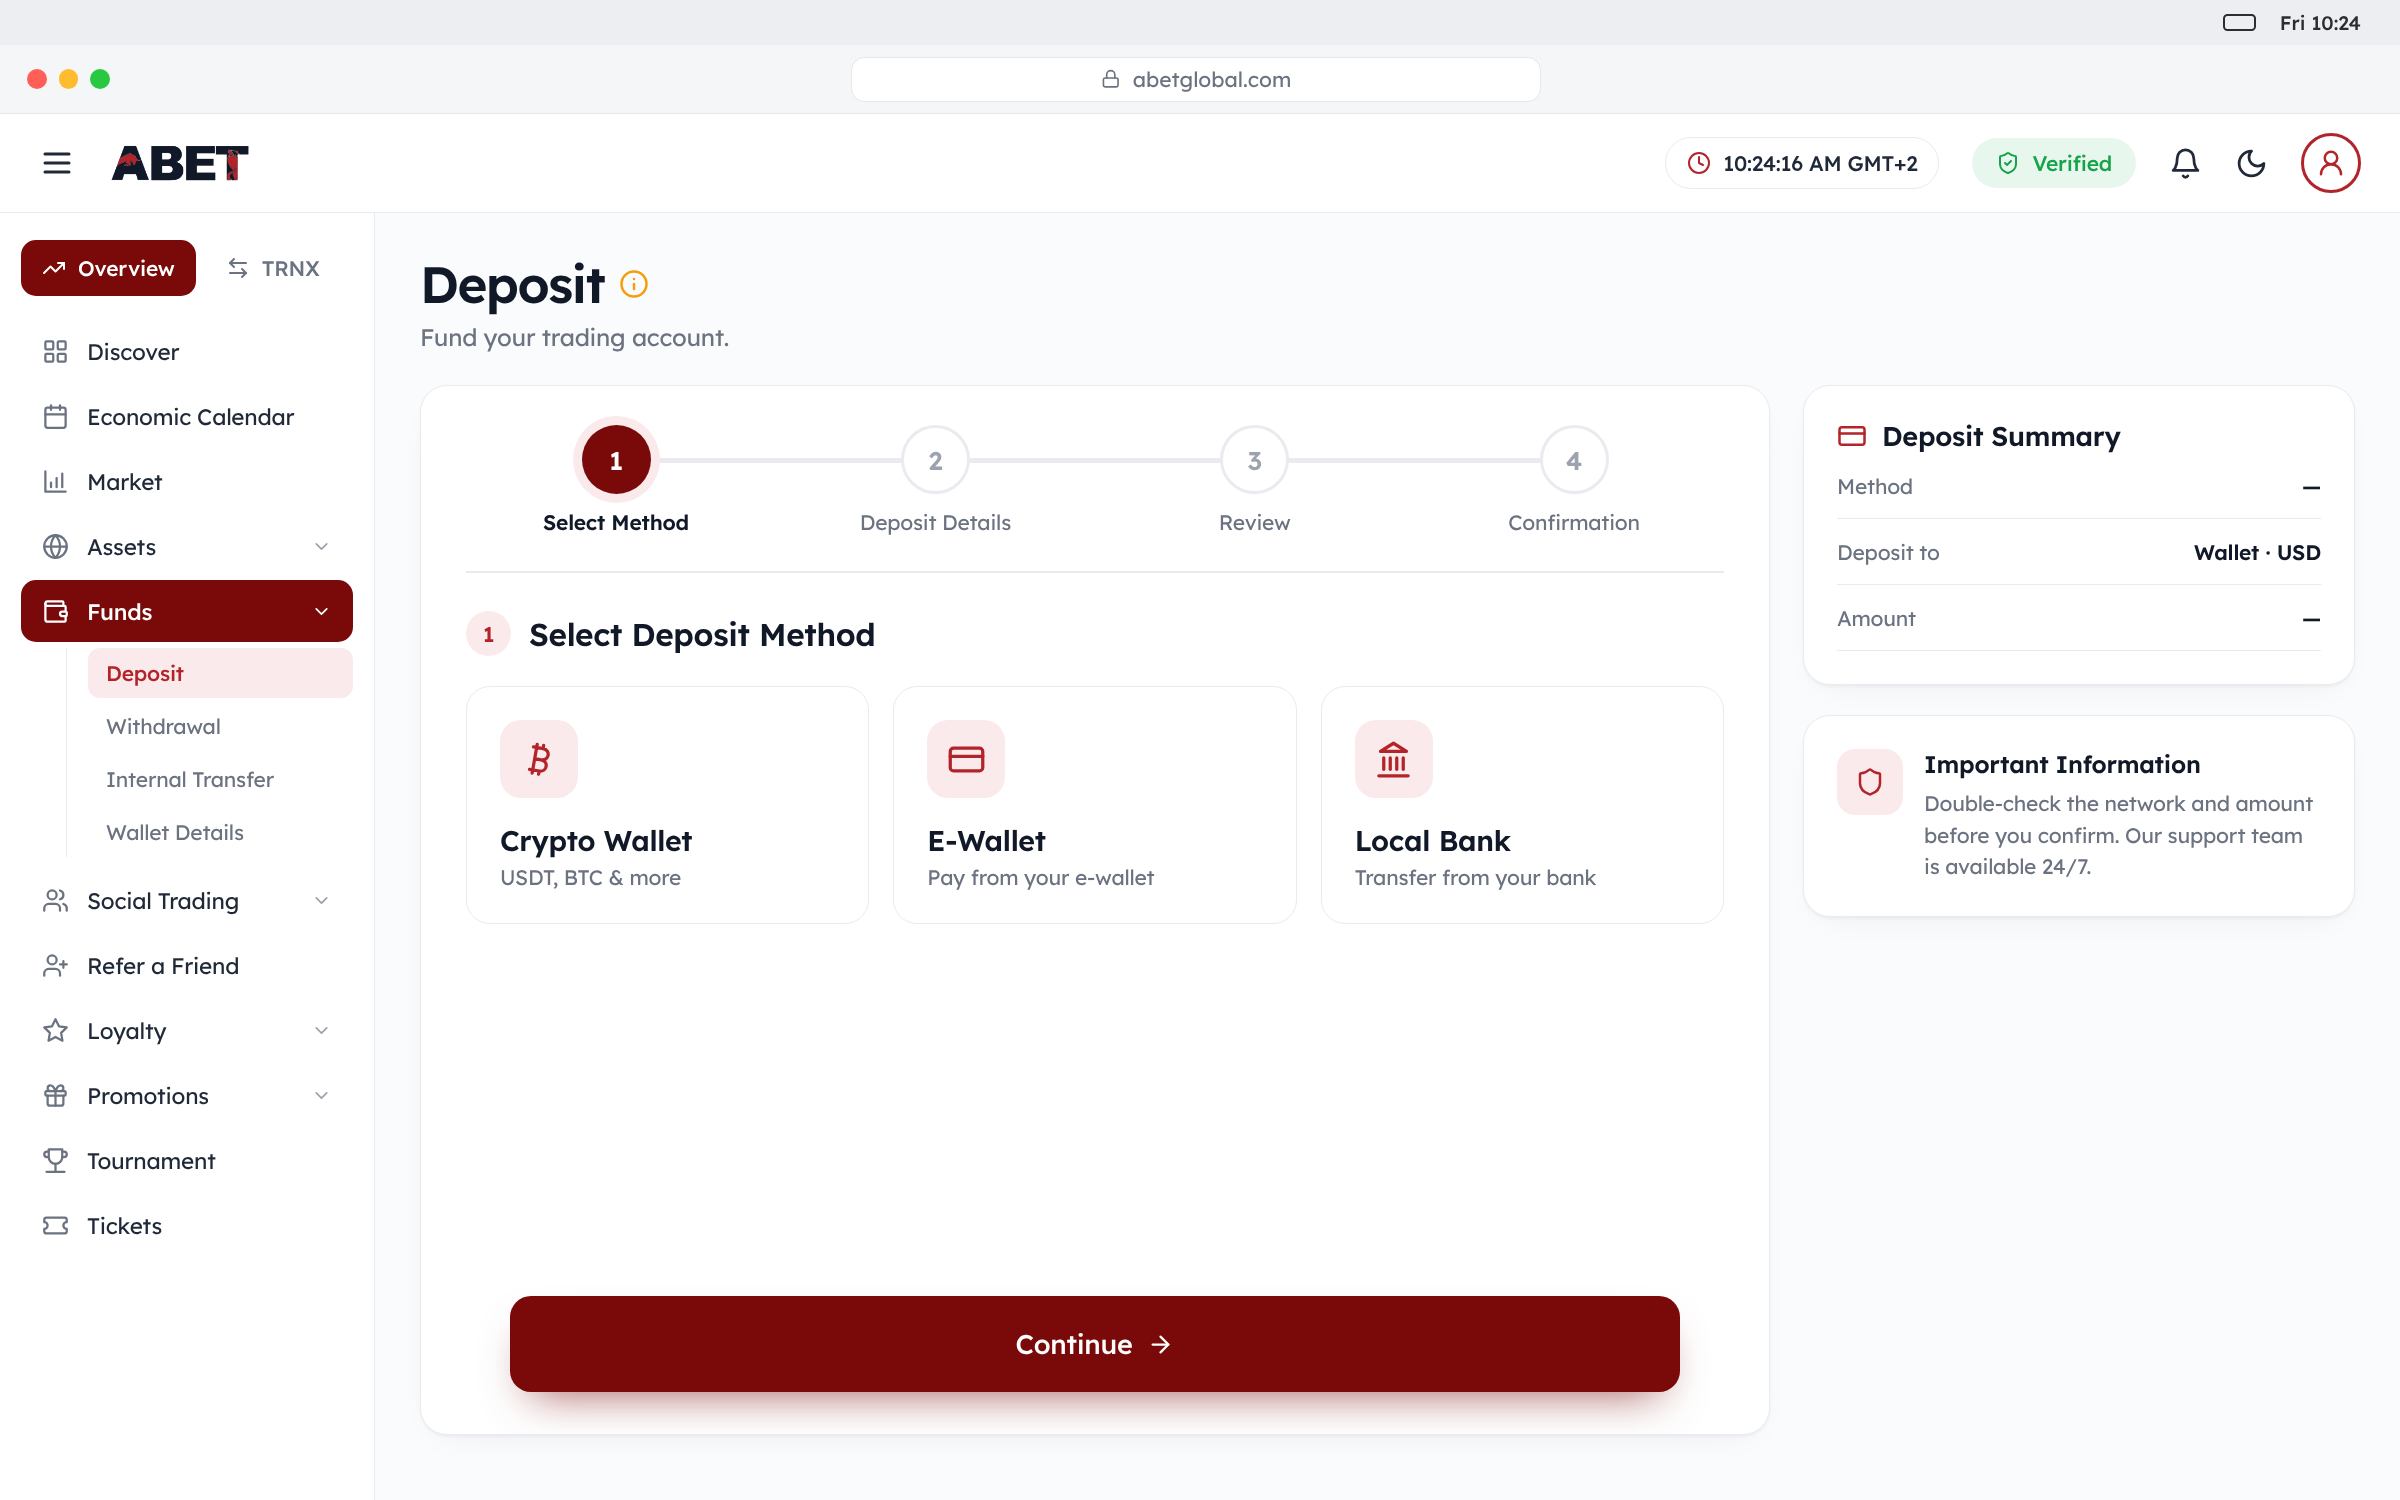 Fri 10:24
abetglobal.com
ABET
10:24:16 AM GMT+2
Verified
Overview
TRNX
Discover
Economic Calendar
Market
Assets
Funds
Deposit
Withdrawal
Internal Transfer
Wallet Details
Social Trading
Refer a Friend
Loyalty
Promotions
Tournament
Tickets
Deposit
Fund your trading account.
1
2
3
4
Select Method
Deposit Details
Review
Confirmation
1 Select Deposit Method
Crypto Wallet
USDT, BTC & more
E-Wallet
Pay from your e-wallet
Local Bank
Transfer from your bank
Continue
Deposit Summary
Method –
Deposit to Wallet · USD
Amount –
Important Information
Double-check the network and amount
before you confirm. Our support team
is available 24/7.